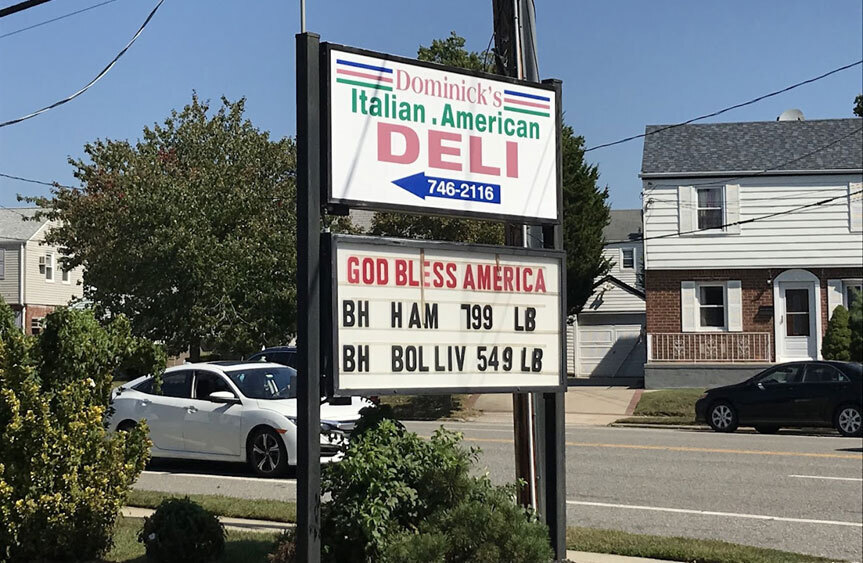 Dominick's
Italian . American
DELI
746-2116
GOD BLESS AMERICA
BH HAM 799 LB
BH BOLLIV 549 LB